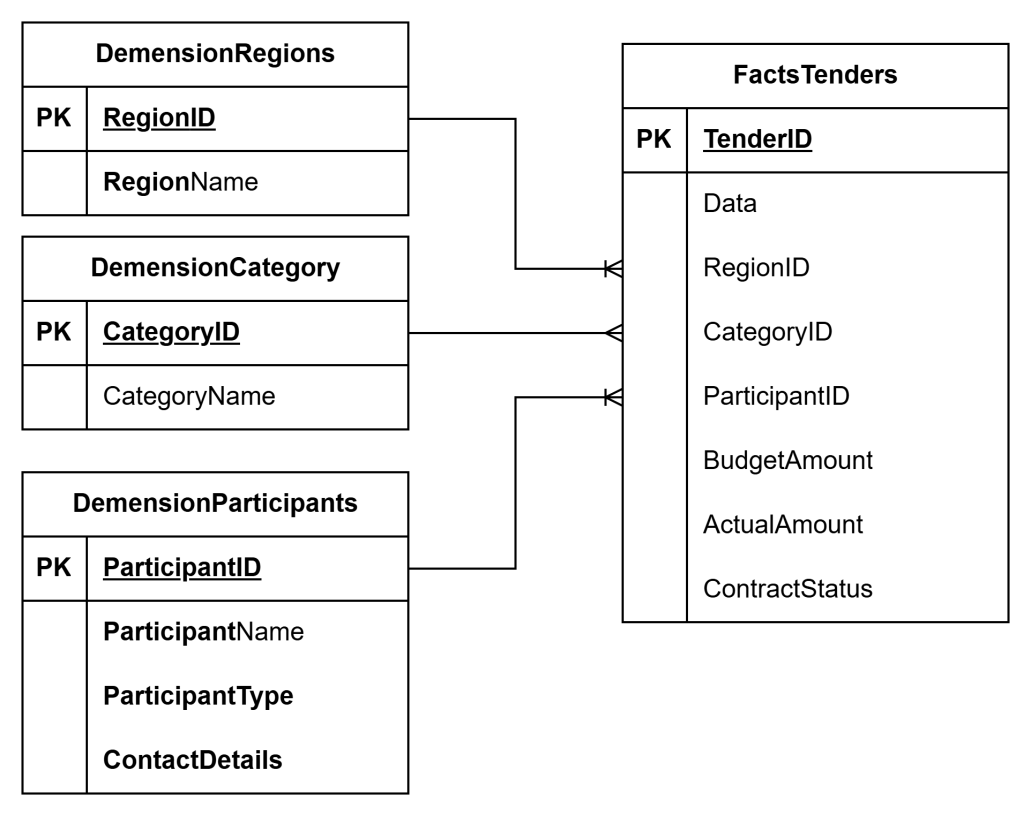 DemensionRegions
PK RegionID
RegionName
DemensionCategory
PK CategoryID
CategoryName
DemensionParticipants
PK ParticipantID
ParticipantName
ParticipantType
ContactDetails
FactsTenders
PK TenderID
Data
RegionID
CategoryID
ParticipantID
BudgetAmount
ActualAmount
ContractStatus